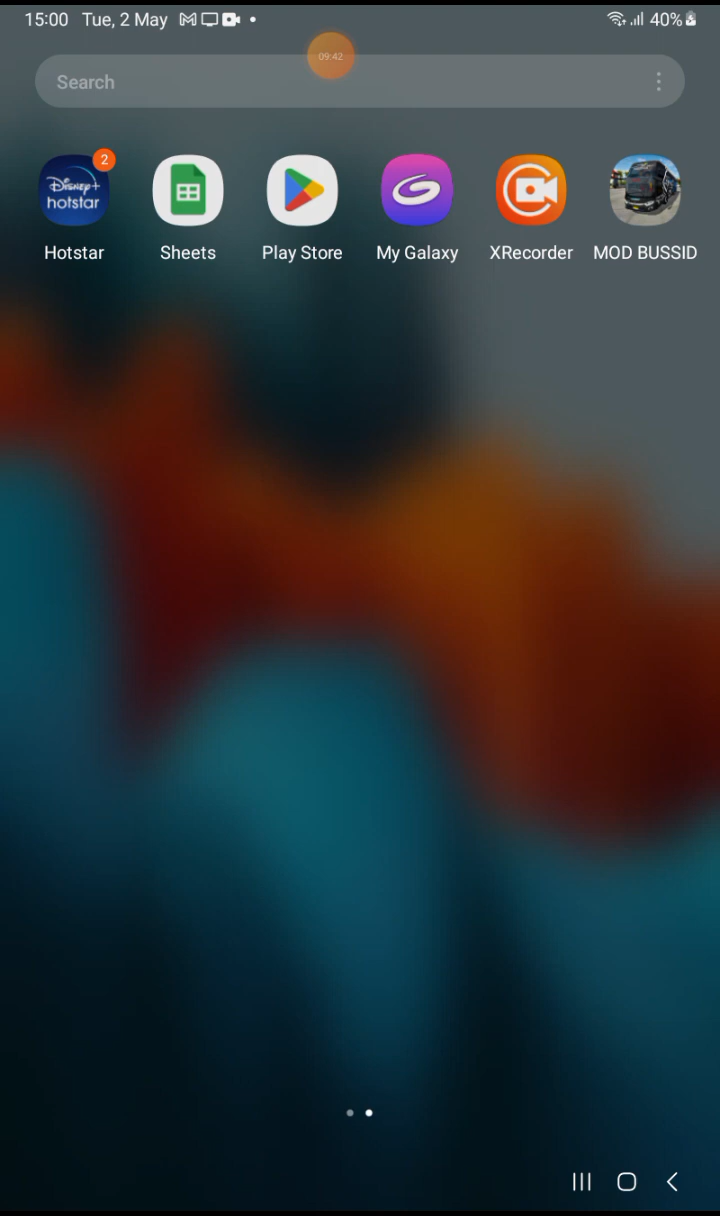 15:00 Tue, 2 May 40%
09:42
Search
2
Disney+
hotstar
Hotstar Sheets Play Store My Galaxy XRecorder MOD BUSSID